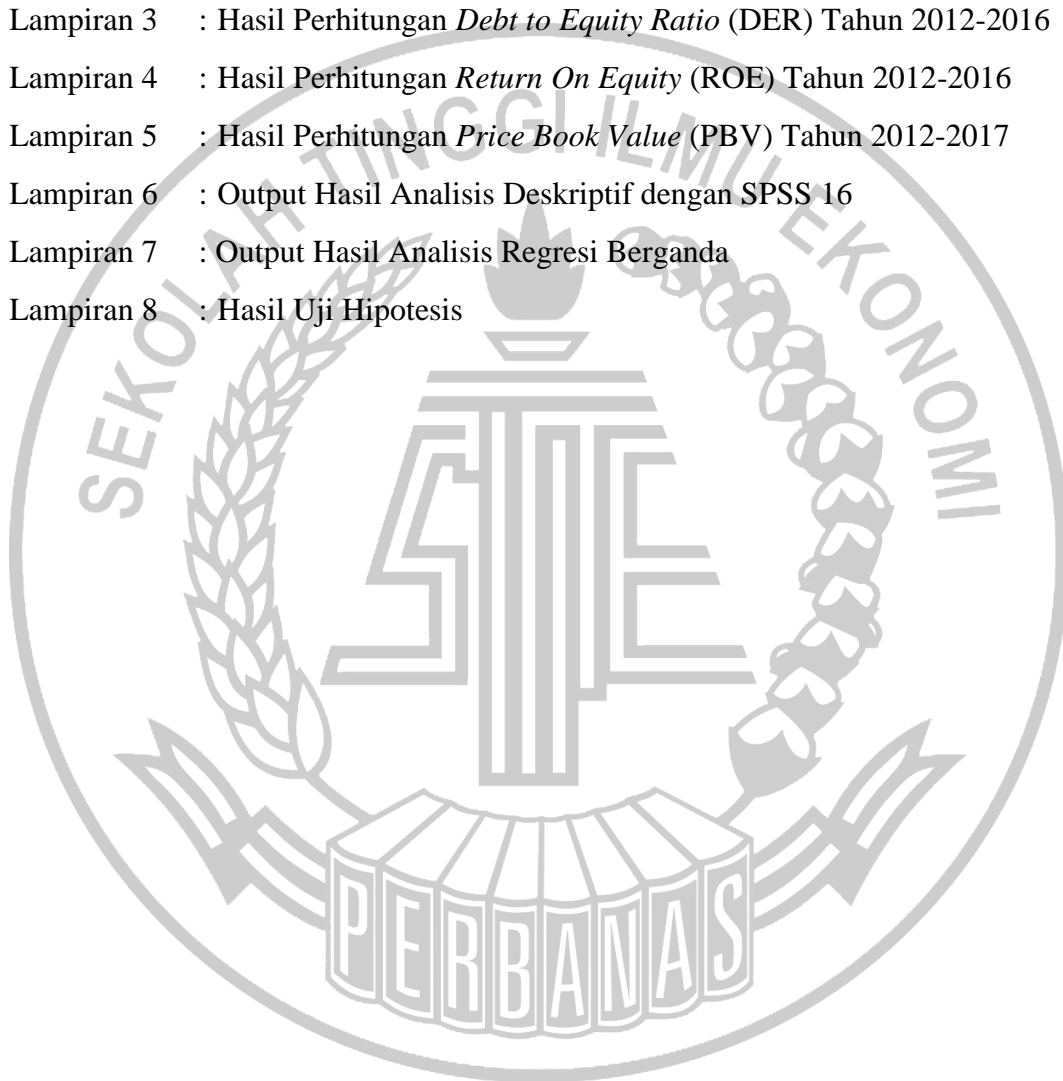 Lampiran 3 : Hasil Perhitungan Debt to Equity Ratio (DER) Tahun 2012-2016
Lampiran 4 : Hasil Perhitungan Return On Equity (ROE) Tahun 2012-2016
Lampiran 5 : Hasil Perhitungan Price Book Value (PBV) Tahun 2012-2017
Lampiran 6 : Output Hasil Analisis Deskriptif dengan SPSS 16
Lampiran 7 : Output Hasil Analisis Regresi Berganda
Lampiran 8 : Hasil Uji Hipotesis
SEKOLAH TINGGI ILMU EKONOMI
STIE
PERBANAS